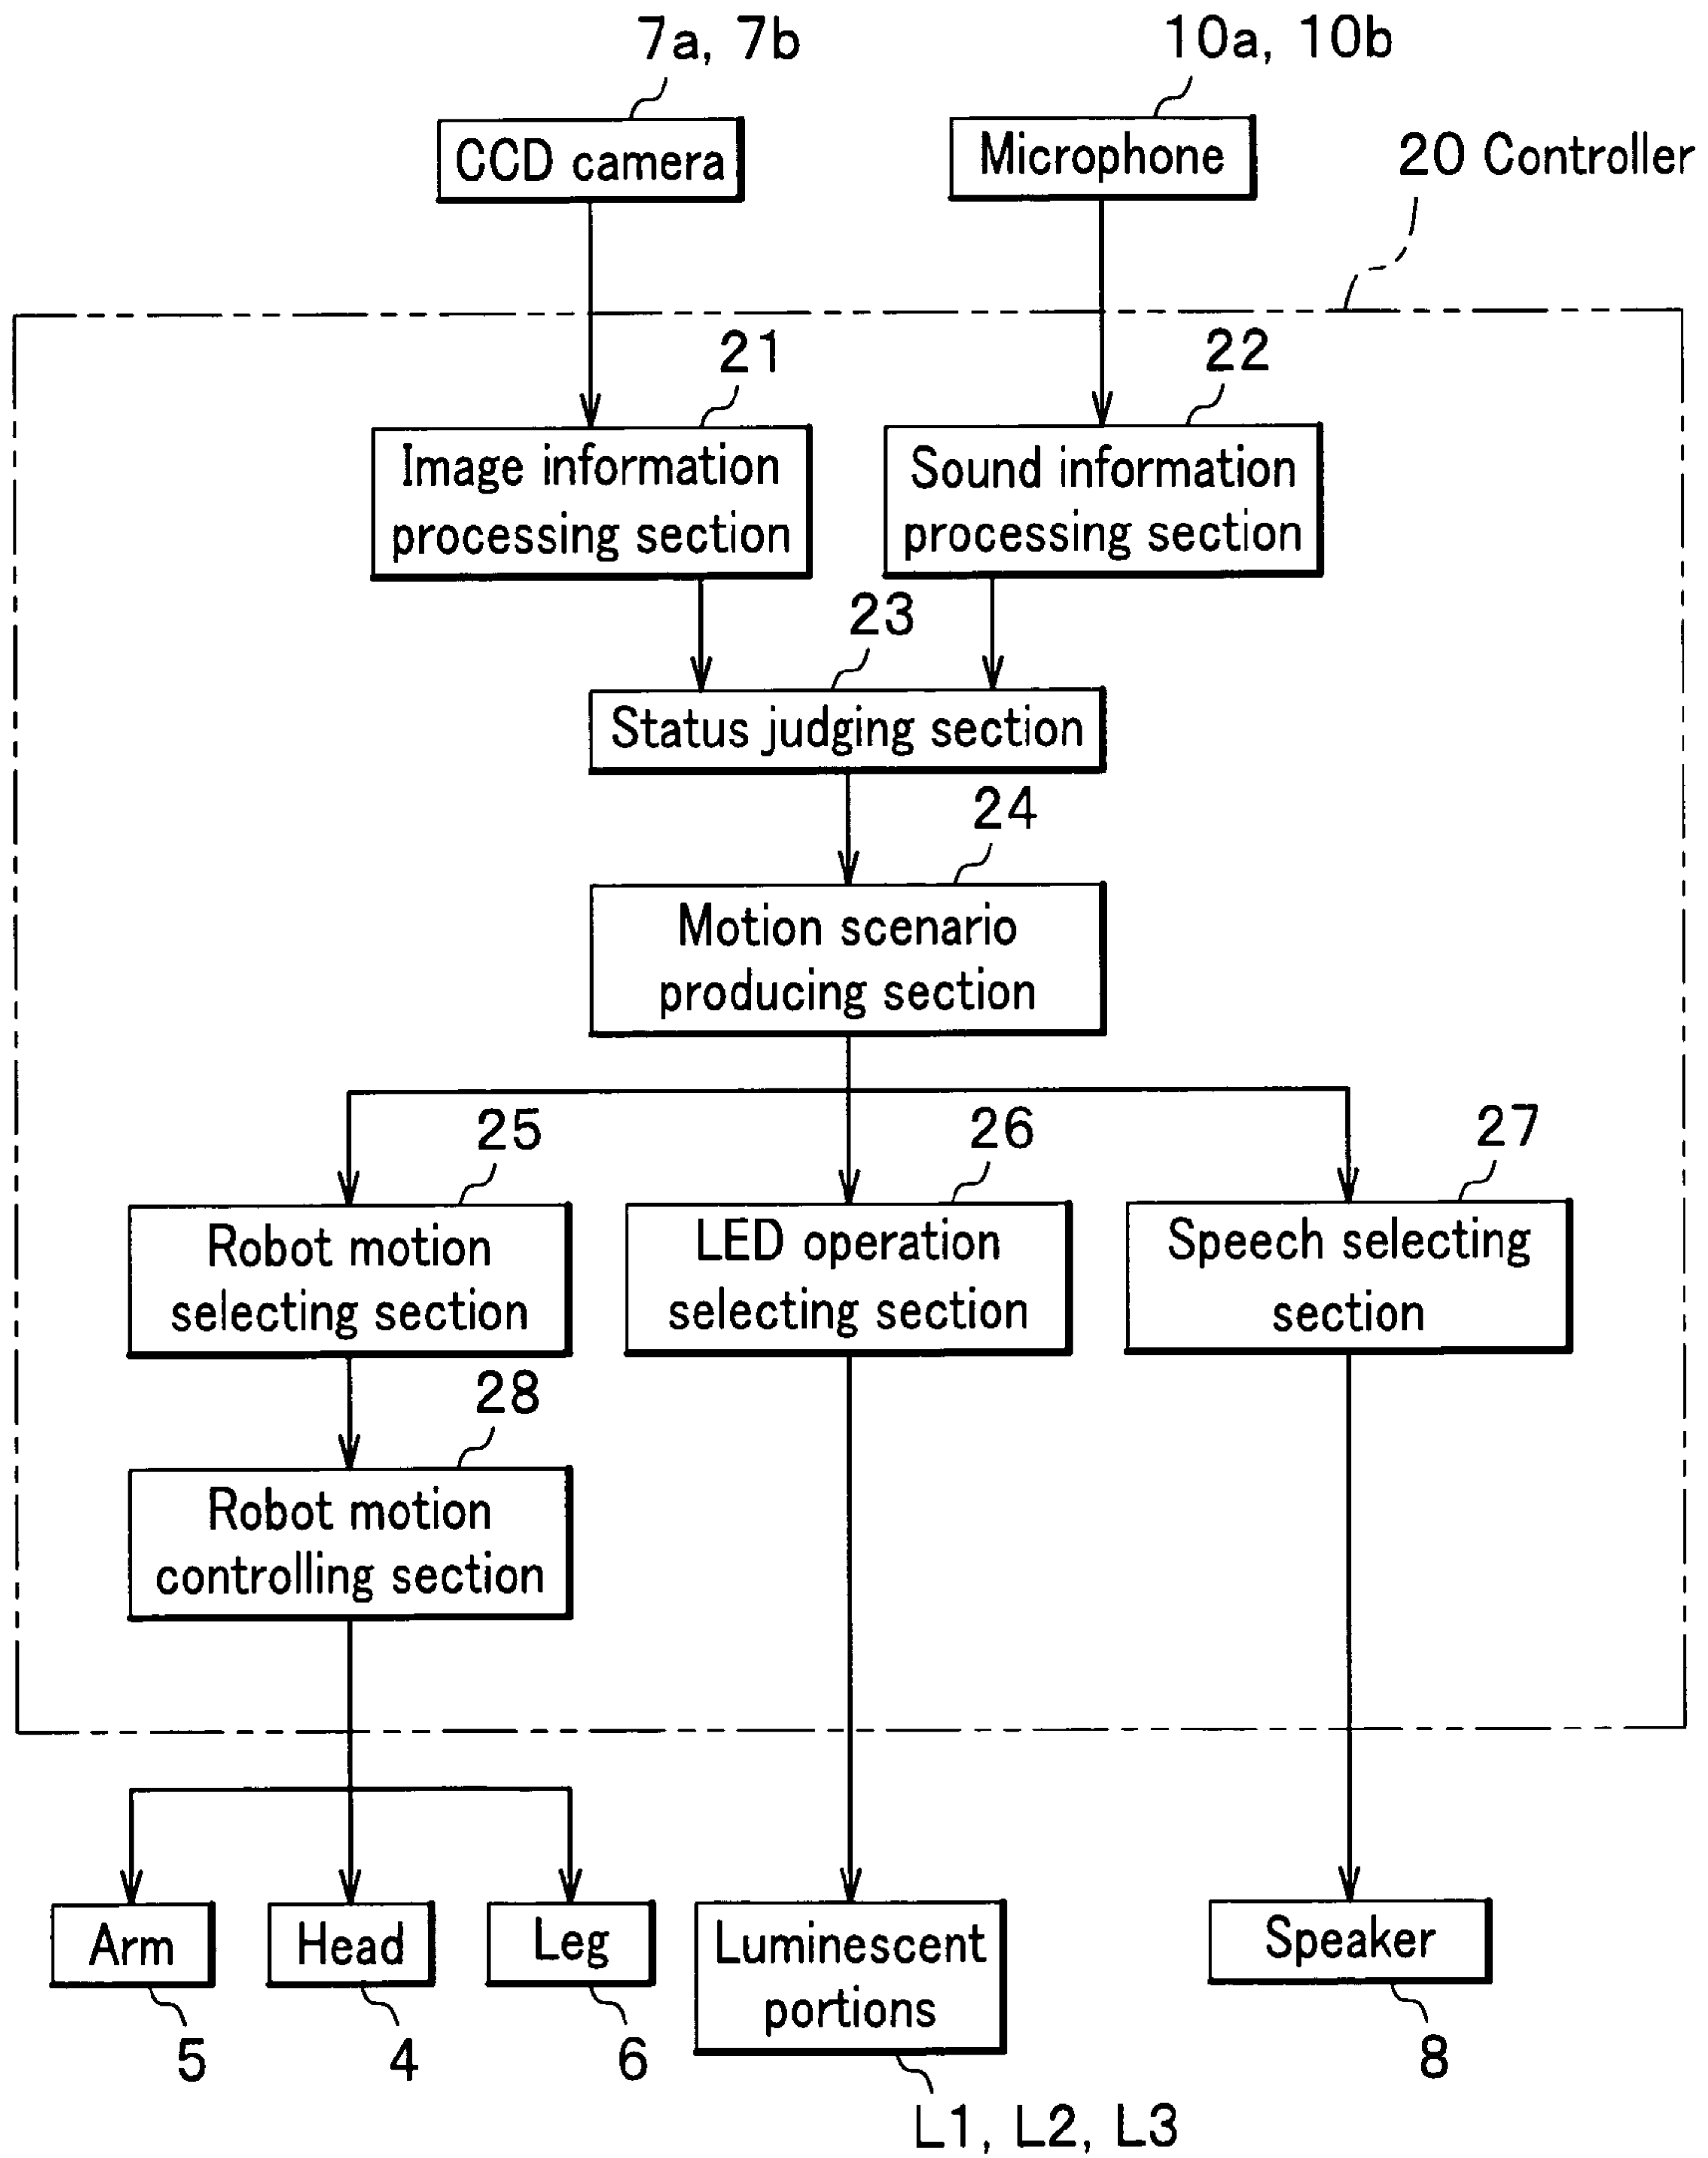 7a, 7b
10a, 10b
CCD camera
Microphone
20 Controller
21
22
Image information
processing section
Sound information
processing section
23
Status judging section
24
Motion scenario
producing section
25
26
27
Robot motion
selecting section
LED operation
selecting section
Speech selecting
section
28
Robot motion
controlling section
Arm
Head
Leg
Luminescent
portions
Speaker
5
4
6
8
L1, L2, L3